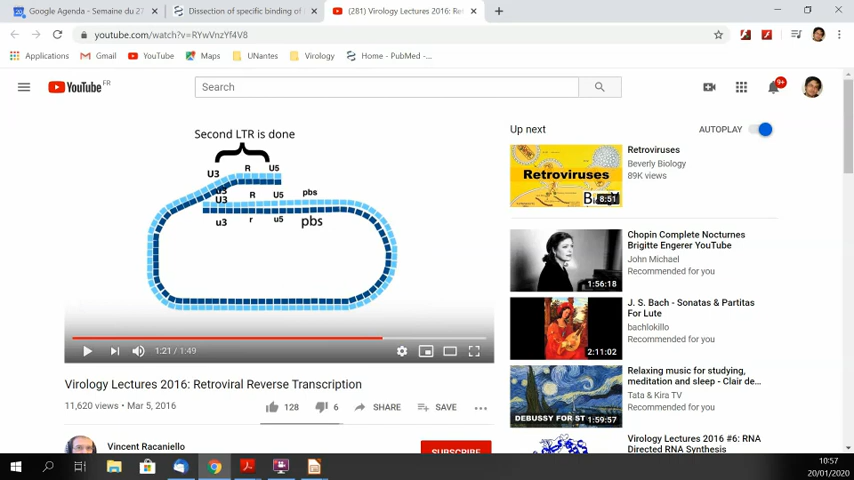 Google Agenda - Semaine du 27
Dissection of specific binding of
(281) Virology Lectures 2016: Ret
youtube.com/watch?v=RYwVnzYf4V8
Applications
Gmail
YouTube
Maps
UNantes
Virology
Home - PubMed - ...
YouTube FR
Search
9+
Second LTR is done
U3 R U5
U3
U3 R U5 pbs
u3 r u5 pbs
1:21 / 1:49
Virology Lectures 2016: Retroviral Reverse Transcription
11,620 views • Mar 5, 2016
128
6
SHARE
SAVE
Vincent Racaniello
SUBSCRIBE
Up next
AUTOPLAY
Retroviruses
8:51
Retroviruses
Beverly Biology
89K views
1:56:18
Chopin Complete Nocturnes
Brigitte Engerer YouTube
John Michael
Recommended for you
2:11:02
J. S. Bach - Sonatas & Partitas
For Lute
bachlokillo
Recommended for you
DEBUSSY FOR ST
1:59:57
Relaxing music for studying,
meditation and sleep - Clair de...
Tata & Kira TV
Recommended for you
Virology Lectures 2016 #6: RNA
Directed RNA Synthesis
10:57
20/01/2020